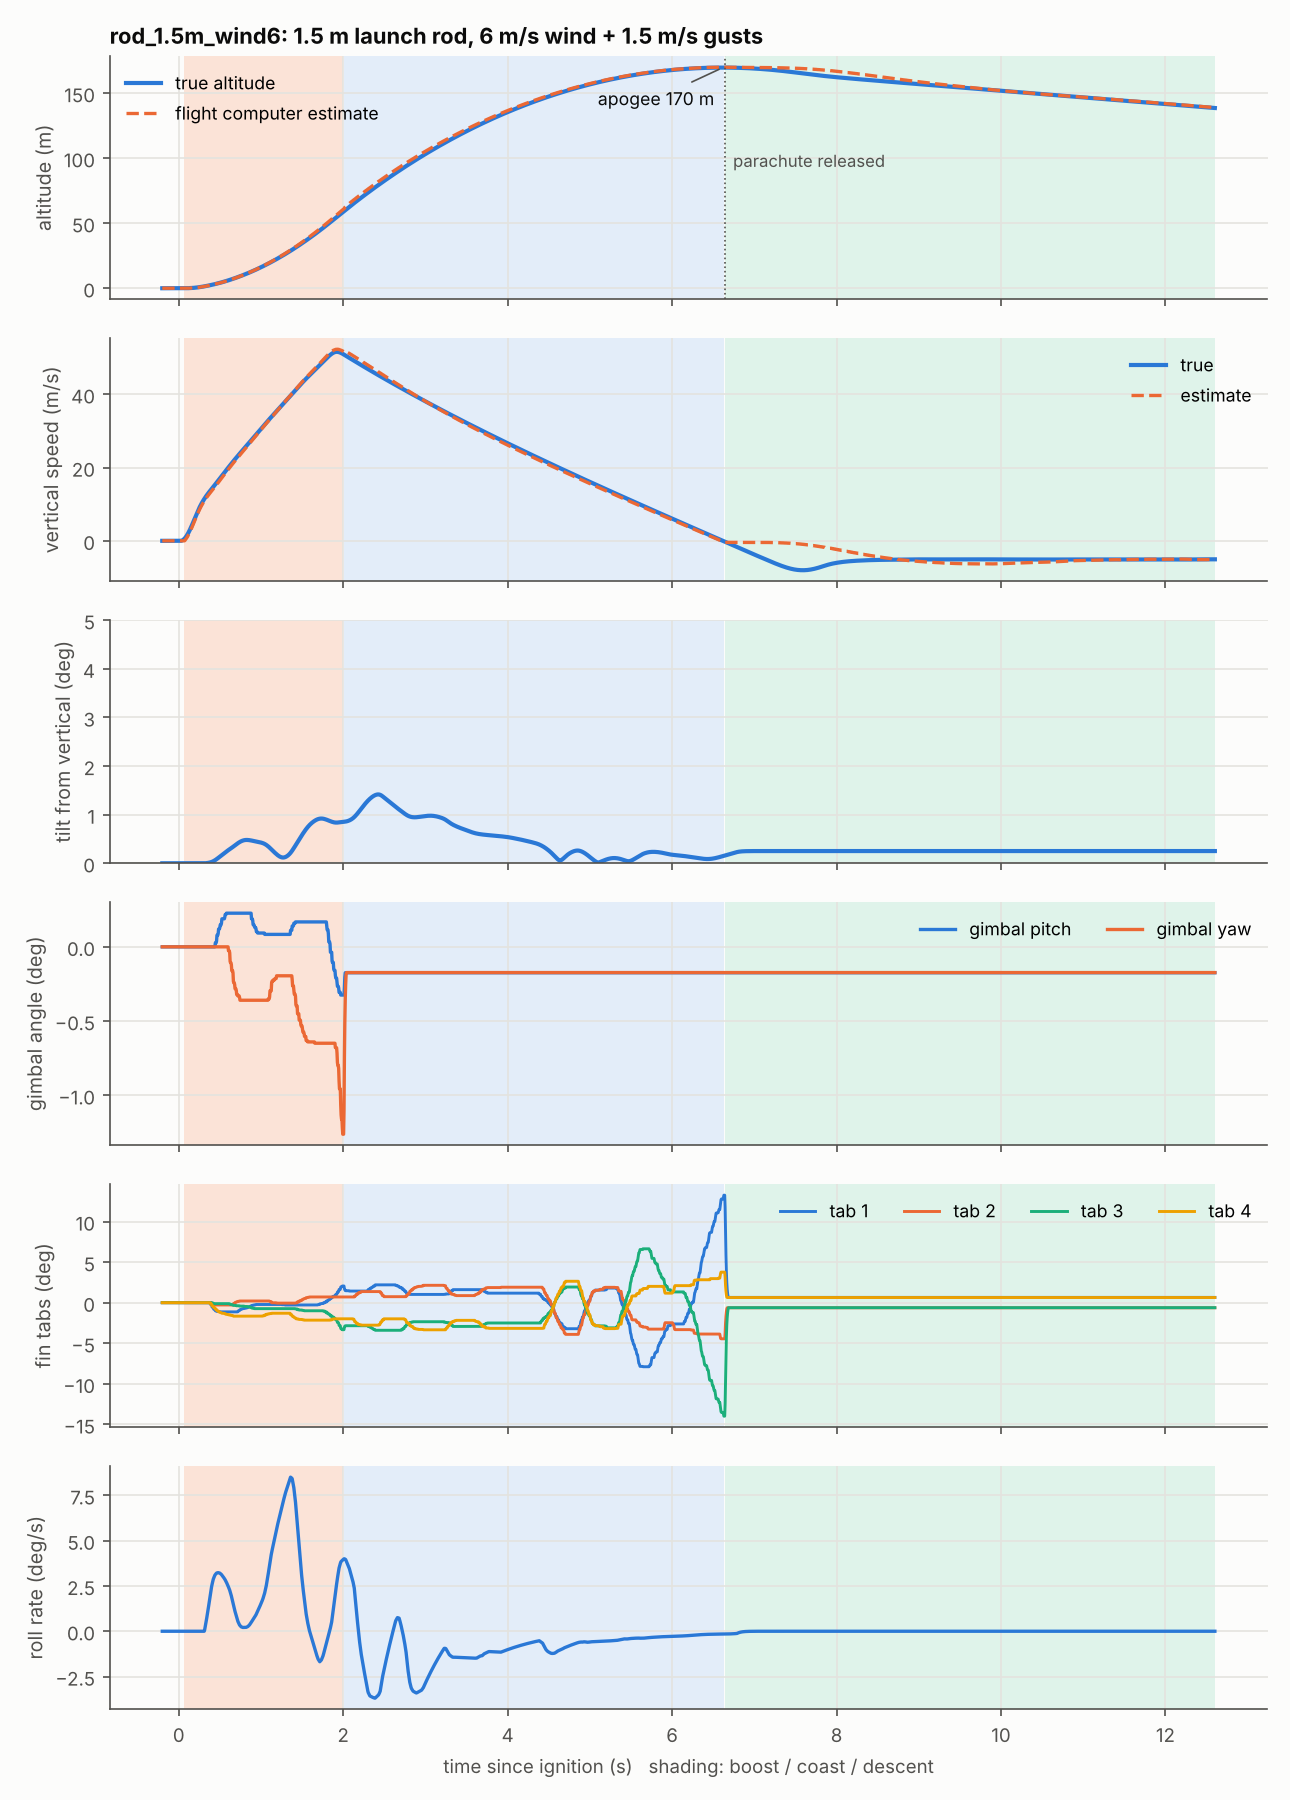 rod_1.5m_wind6: 1.5 m launch rod, 6 m/s wind + 1.5 m/s gusts
true altitude
flight computer estimate
apogee 170 m
parachute released
altitude (m)
150
100
50
0
true
estimate
vertical speed (m/s)
40
20
0
tilt from vertical (deg)
5
4
3
2
1
0
gimbal pitch
gimbal yaw
gimbal angle (deg)
0.0
−0.5
−1.0
tab 1
tab 2
tab 3
tab 4
fin tabs (deg)
10
5
0
−5
−10
−15
roll rate (deg/s)
7.5
5.0
2.5
0.0
−2.5
0 2 4 6 8 10 12
time since ignition (s) shading: boost / coast / descent